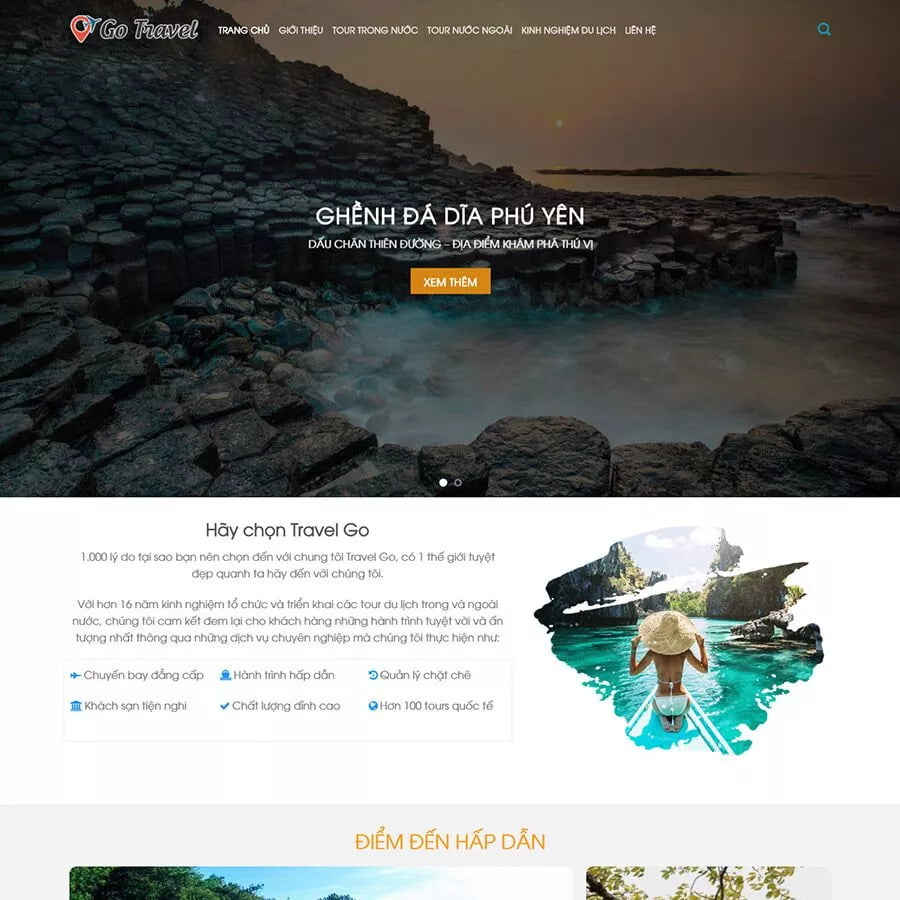 Go Travel
TRANG CHỦ GIỚI THIỆU TOUR TRONG NƯỚC TOUR NƯỚC NGOÀI KINH NGHIỆM DU LỊCH LIÊN HỆ
GHỀNH ĐÁ DĨA PHÚ YÊN
DẤU CHÂN THIÊN ĐƯỜNG – ĐỊA ĐIỂM KHÁM PHÁ THÚ VỊ
XEM THÊM
Hãy chọn Travel Go
1.000 lý do tại sao bạn nên chọn đến với chung tôi Travel Go, có 1 thế giới tuyệt
đẹp quanh ta hãy đến với chúng tôi.
Với hơn 16 năm kinh nghiệm tổ chức và triển khai các tour du lịch trong và ngoài
nước, chúng tôi cam kết đem lại cho khách hàng những hành trình tuyệt vời và ấn
tượng nhất thông qua những dịch vụ chuyên nghiệp mà chúng tôi thực hiện như:
Chuyến bay đẳng cấp Hành trình hấp dẫn Quản lý chặt chẽ
Khách sạn tiện nghi Chất lượng đỉnh cao Hơn 100 tours quốc tế
ĐIỂM ĐẾN HẤP DẪN